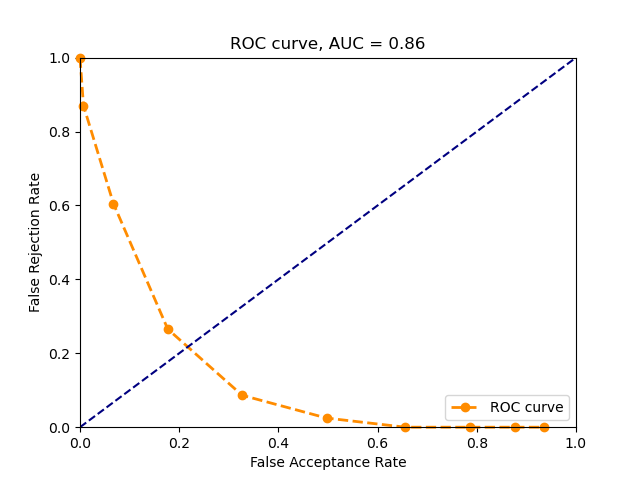 ROC curve, AUC = 0.86
1.0
0.8
0.6
0.4
0.2
0.0
False Rejection Rate
ROC curve
0.0 0.2 0.4 0.6 0.8 1.0
False Acceptance Rate